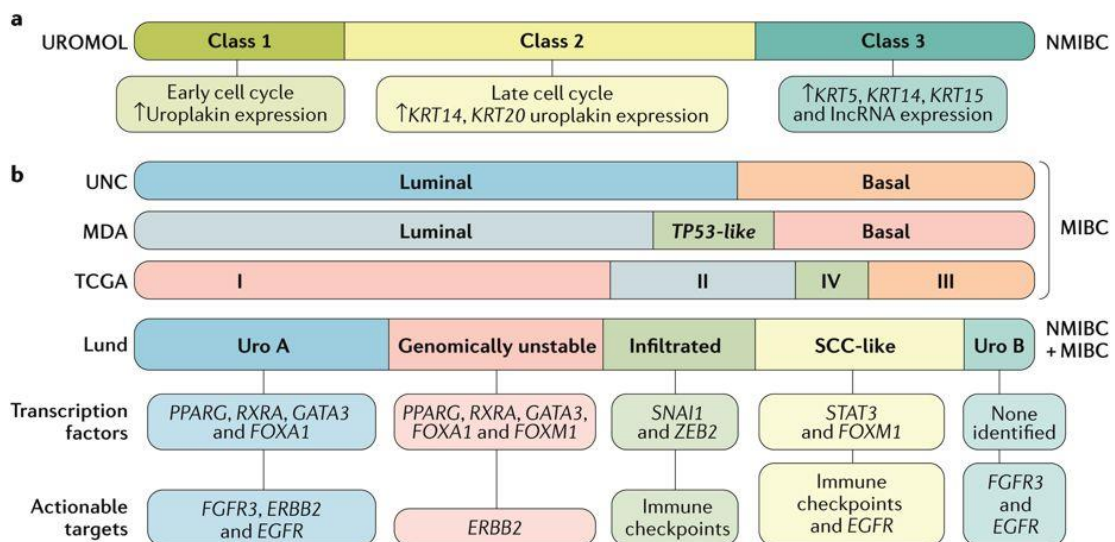 a
UROMOL Class 1 Class 2 Class 3 NMIBC
Early cell cycle
↑Uroplakin expression
Late cell cycle
↑KRT14, KRT20 uroplakin expression
↑KRT5, KRT14, KRT15
and lncRNA expression
b
UNC Luminal Basal
MDA Luminal TP53-like Basal
MIBC
TCGA I II IV III
Lund Uro A Genomically unstable Infiltrated SCC-like Uro B
NMIBC
+ MIBC
Transcription
factors
PPARG, RXRA, GATA3
and FOXA1
PPARG, RXRA, GATA3,
FOXA1 and FOXM1
SNAI1
and ZEB2
STAT3
and FOXM1
None
identified
Actionable
targets
FGFR3, ERBB2
and EGFR
ERBB2
Immune
checkpoints
Immune
checkpoints
and EGFR
FGFR3
and
EGFR